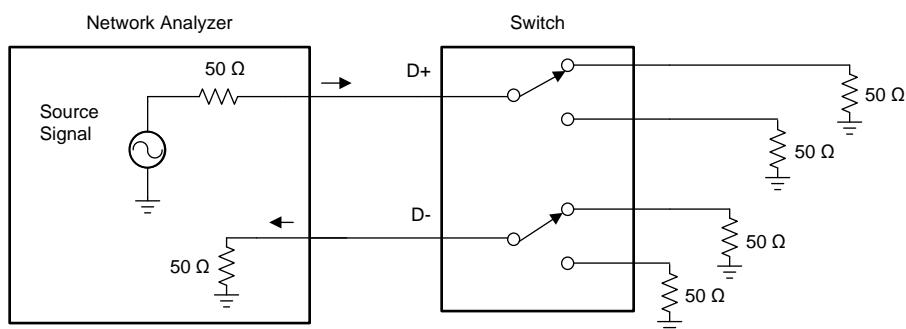 Network Analyzer
Switch
50 Ω
D+
Source
Signal
50 Ω
50 Ω
D-
50 Ω
50 Ω
50 Ω